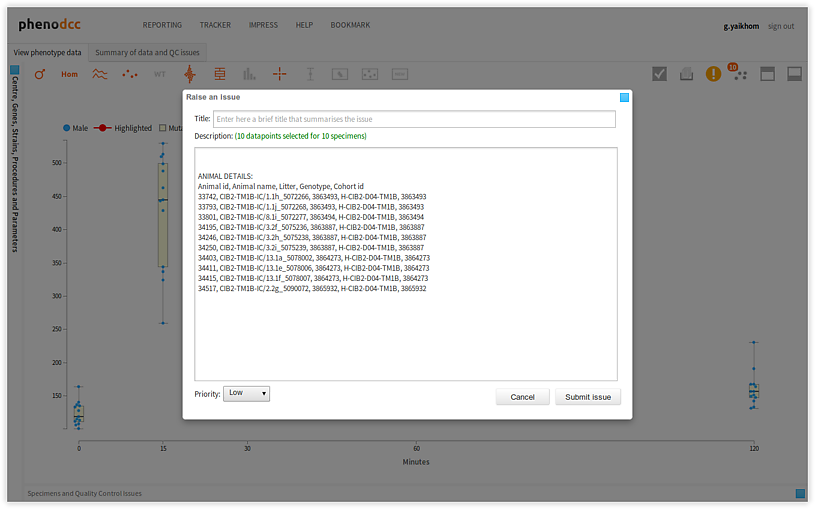 phenodcc
REPORTING TRACKER IMPRESS HELP BOOKMARK
g.yaikhom sign out
View phenotype data
Summary of data and QC issues
Hom
WT
10
Centre, Genes, Strains, Procedures and Parameters
Male
Highlighted
Muta
Raise an issue
Title:
Enter here a brief title that summarises the issue
Description: (10 datapoints selected for 10 specimens)
ANIMAL DETAILS:
Animal id, Animal name, Litter, Genotype, Cohort id
33742, CIB2-TM1B-IC/1.1h_5072266, 3863493, H-CIB2-D04-TM1B, 3863493
33793, CIB2-TM1B-IC/1.1j_5072268, 3863493, H-CIB2-D04-TM1B, 3863493
33801, CIB2-TM1B-IC/8.1i_5072277, 3863494, H-CIB2-D04-TM1B, 3863494
34195, CIB2-TM1B-IC/3.2f_5075236, 3863887, H-CIB2-D04-TM1B, 3863887
34246, CIB2-TM1B-IC/3.2h_5075238, 3863887, H-CIB2-D04-TM1B, 3863887
34250, CIB2-TM1B-IC/3.2i_5075239, 3863887, H-CIB2-D04-TM1B, 3863887
34403, CIB2-TM1B-IC/13.1a_5078002, 3864273, H-CIB2-D04-TM1B, 3864273
34411, CIB2-TM1B-IC/13.1e_5078006, 3864273, H-CIB2-D04-TM1B, 3864273
34415, CIB2-TM1B-IC/13.1f_5078007, 3864273, H-CIB2-D04-TM1B, 3864273
34517, CIB2-TM1B-IC/2.2g_5090072, 3865932, H-CIB2-D04-TM1B, 3865932
Priority:
Low
Cancel
Submit issue
500
450
400
350
300
250
200
150
0
15
30
60
120
Minutes
Specimens and Quality Control Issues